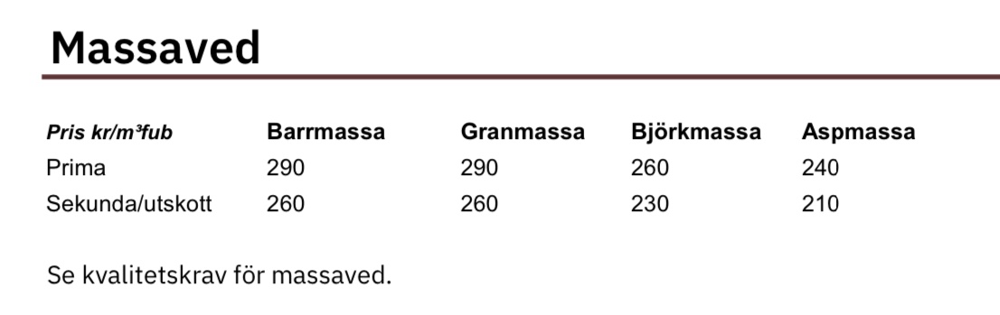 Massaved
Pris kr/m³fub Barrmassa Granmassa Björkmassa Aspmassa
Prima 290 290 260 240
Sekunda/utskott 260 260 230 210
Se kvalitetskrav för massaved.